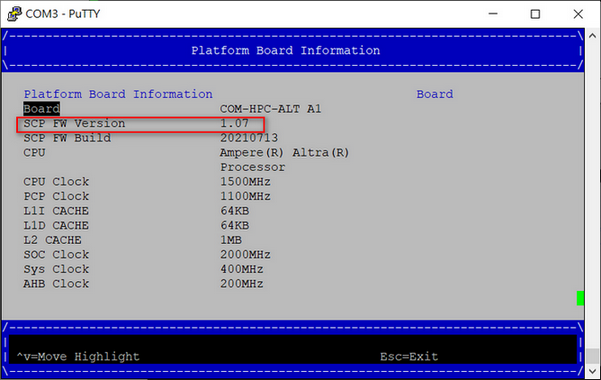 COM3 - PuTTY
Platform Board Information
Platform Board Information Board
Board COM-HPC-ALT A1
SCP FW Version 1.07
SCP FW Build 20210713
CPU Ampere(R) Altra(R)
Processor
CPU Clock 1500MHz
PCP Clock 1100MHz
L1I CACHE 64KB
L1D CACHE 64KB
L2 CACHE 1MB
SOC Clock 2000MHz
Sys Clock 400MHz
AHB Clock 200MHz
^v=Move Highlight Esc=Exit